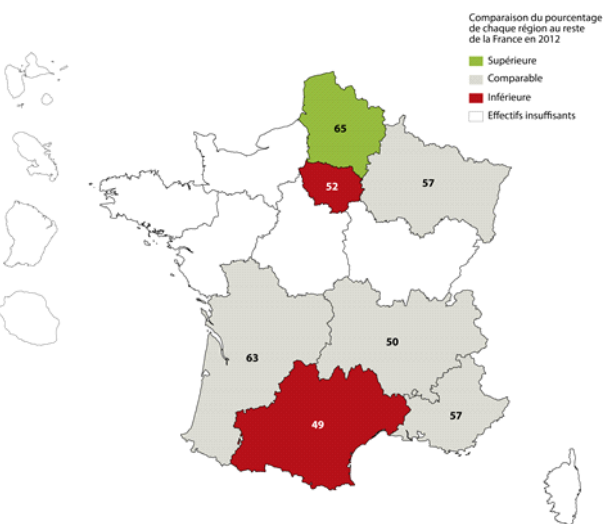 Comparaison du pourcentage
de chaque région au reste
de la France en 2012
Supérieure
Comparable
Inférieure
Effectifs insuffisants
65
52
57
50
63
57
49